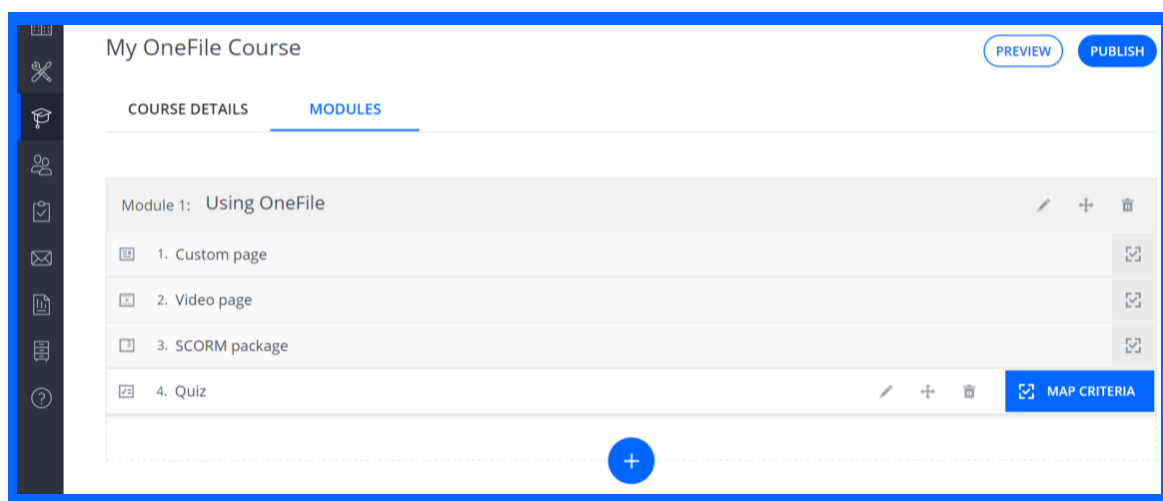 My OneFile Course
PREVIEW
PUBLISH
COURSE DETAILS
MODULES
Module 1: Using OneFile
1. Custom page
2. Video page
3. SCORM package
4. Quiz
MAP CRITERIA